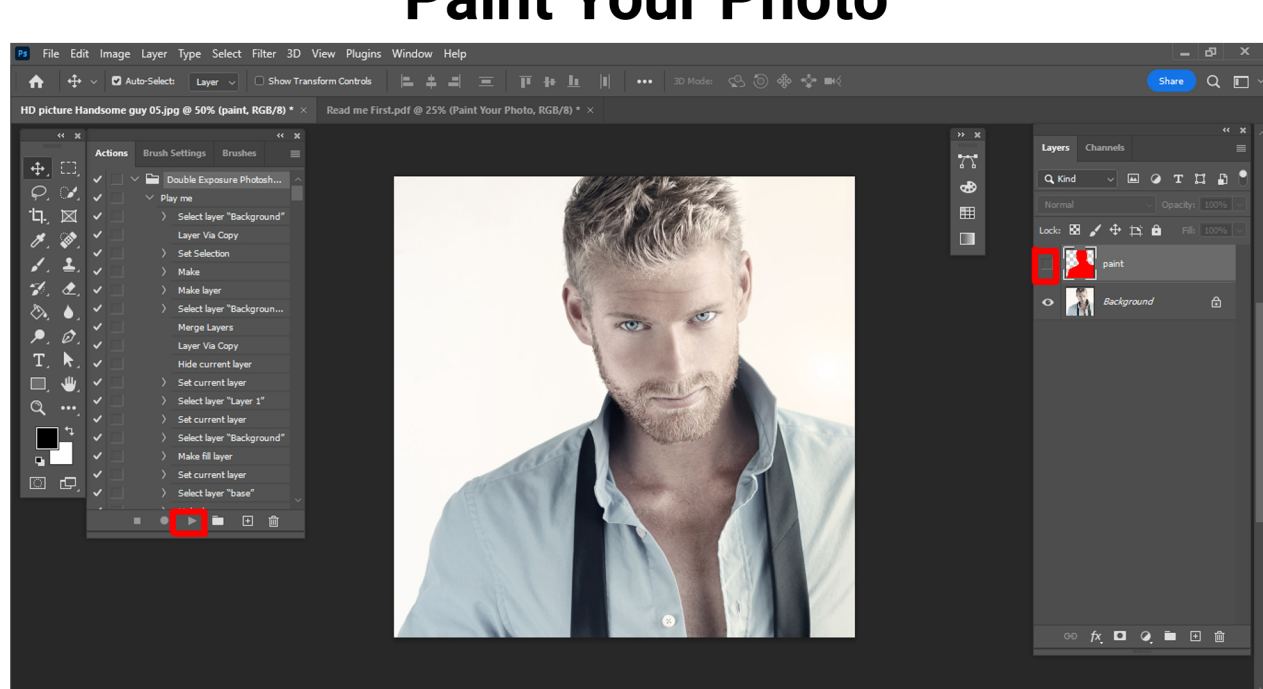 Paint Your Photo
Ps File Edit Image Layer Type Select Filter 3D View Plugins Window Help
Auto-Select: Layer Show Transform Controls 3D Mode: Share
HD picture Handsome guy 05.jpg @ 50% (paint, RGB/8) * × Read me First.pdf @ 25% (Paint Your Photo, RGB/8) * ×
Actions Brush Settings Brushes
Double Exposure Photosh...
Play me
Select layer "Background"
Layer Via Copy
Set Selection
Make
Make layer
Select layer "Backgroun...
Merge Layers
Layer Via Copy
Hide current layer
Set current layer
Select layer "Layer 1"
Set current layer
Select layer "Background"
Make fill layer
Set current layer
Select layer "base"
Layers Channels
Kind
Normal Opacity: 100%
Lock: Fill: 100%
paint
Background